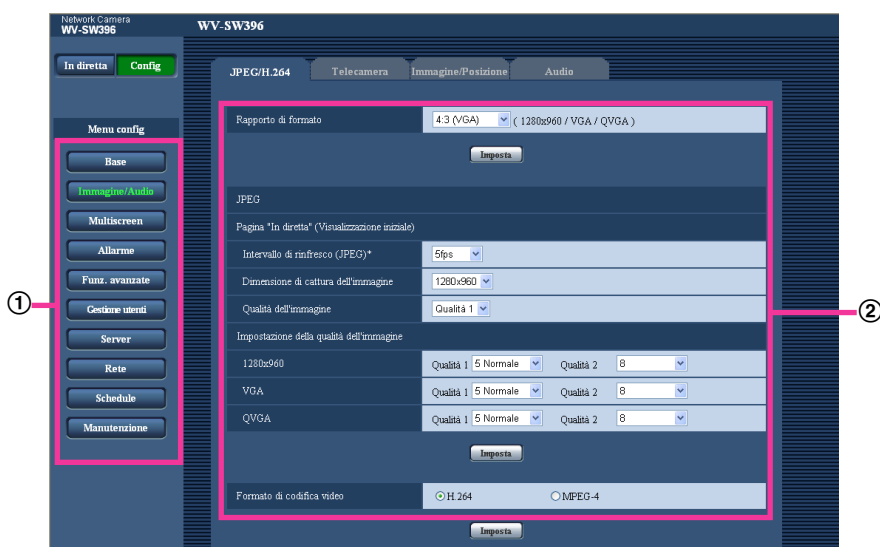 Network Camera
WV-SW396
WV-SW396
In diretta Config
JPEG/H.264 Telecamera Immagine/Posizione Audio
Menu config
Base
Immagine/Audio
Multiscreen
Allarme
Funz. avanzate
Gestione utenti
Server
Rete
Schedule
Manutenzione
①
Rapporto di formato 4:3 (VGA) ( 1280x960 / VGA / QVGA )
Imposta
JPEG
Pagina "In diretta" (Visualizzazione iniziale)
Intervallo di rinfresco (JPEG)* 5fps
Dimensione di cattura dell'immagine 1280x960
Qualità dell'immagine Qualità 1
Impostazione della qualità dell'immagine
1280x960 Qualità 1 5 Normale Qualità 2 8
VGA Qualità 1 5 Normale Qualità 2 8
QVGA Qualità 1 5 Normale Qualità 2 8
Imposta
Formato di codifica video H.264 MPEG-4
Imposta
②